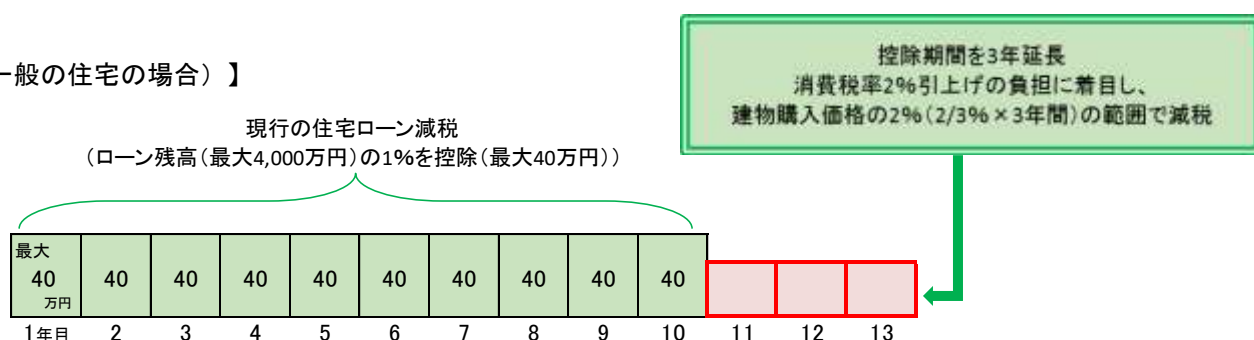 一般の住宅の場合）】
控除期間を3年延長
消費税率2%引上げの負担に着目し、
建物購入価格の2%（2/3%×3年間）の範囲で減税
現行の住宅ローン減税
（ローン残高（最大4,000万円）の1%を控除（最大40万円））
最大
40 40 40 40 40 40 40 40 40 40
万円
1年目 2 3 4 5 6 7 8 9 10 11 12 13